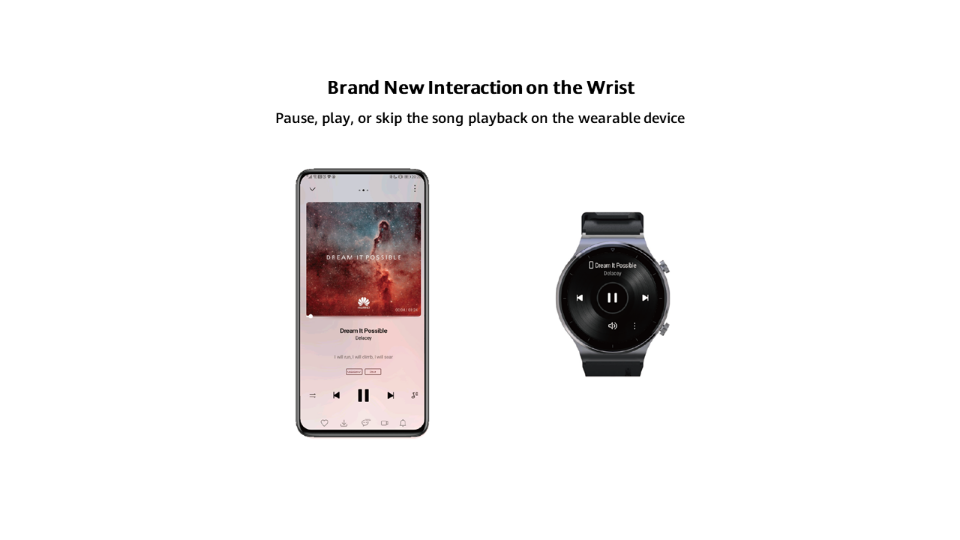 Brand New Interaction on the Wrist
Pause, play, or skip the song playback on the wearable device
DREAM IT POSSIBLE
HUAWEI
Dream It Possible
Delacey
I will run, I will climb, I will soar
Dream It Possible
Delacey